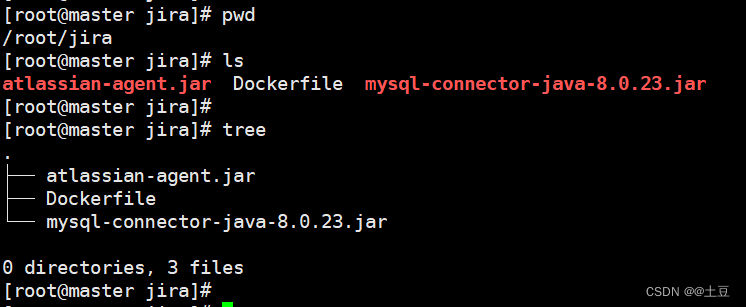 [root@master jira]# pwd
/root/jira
[root@master jira]# ls
atlassian-agent.jar  Dockerfile  mysql-connector-java-8.0.23.jar
[root@master jira]#
[root@master jira]# tree
.
├── atlassian-agent.jar
├── Dockerfile
└── mysql-connector-java-8.0.23.jar
0 directories, 3 files
[root@master jira]#
CSDN @@土豆